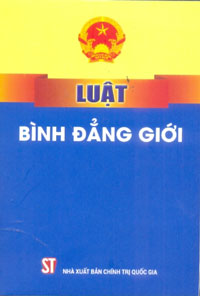 LUẬT
BÌNH ĐẲNG GIỚI
ST
NHÀ XUẤT BẢN CHÍNH TRỊ QUỐC GIA